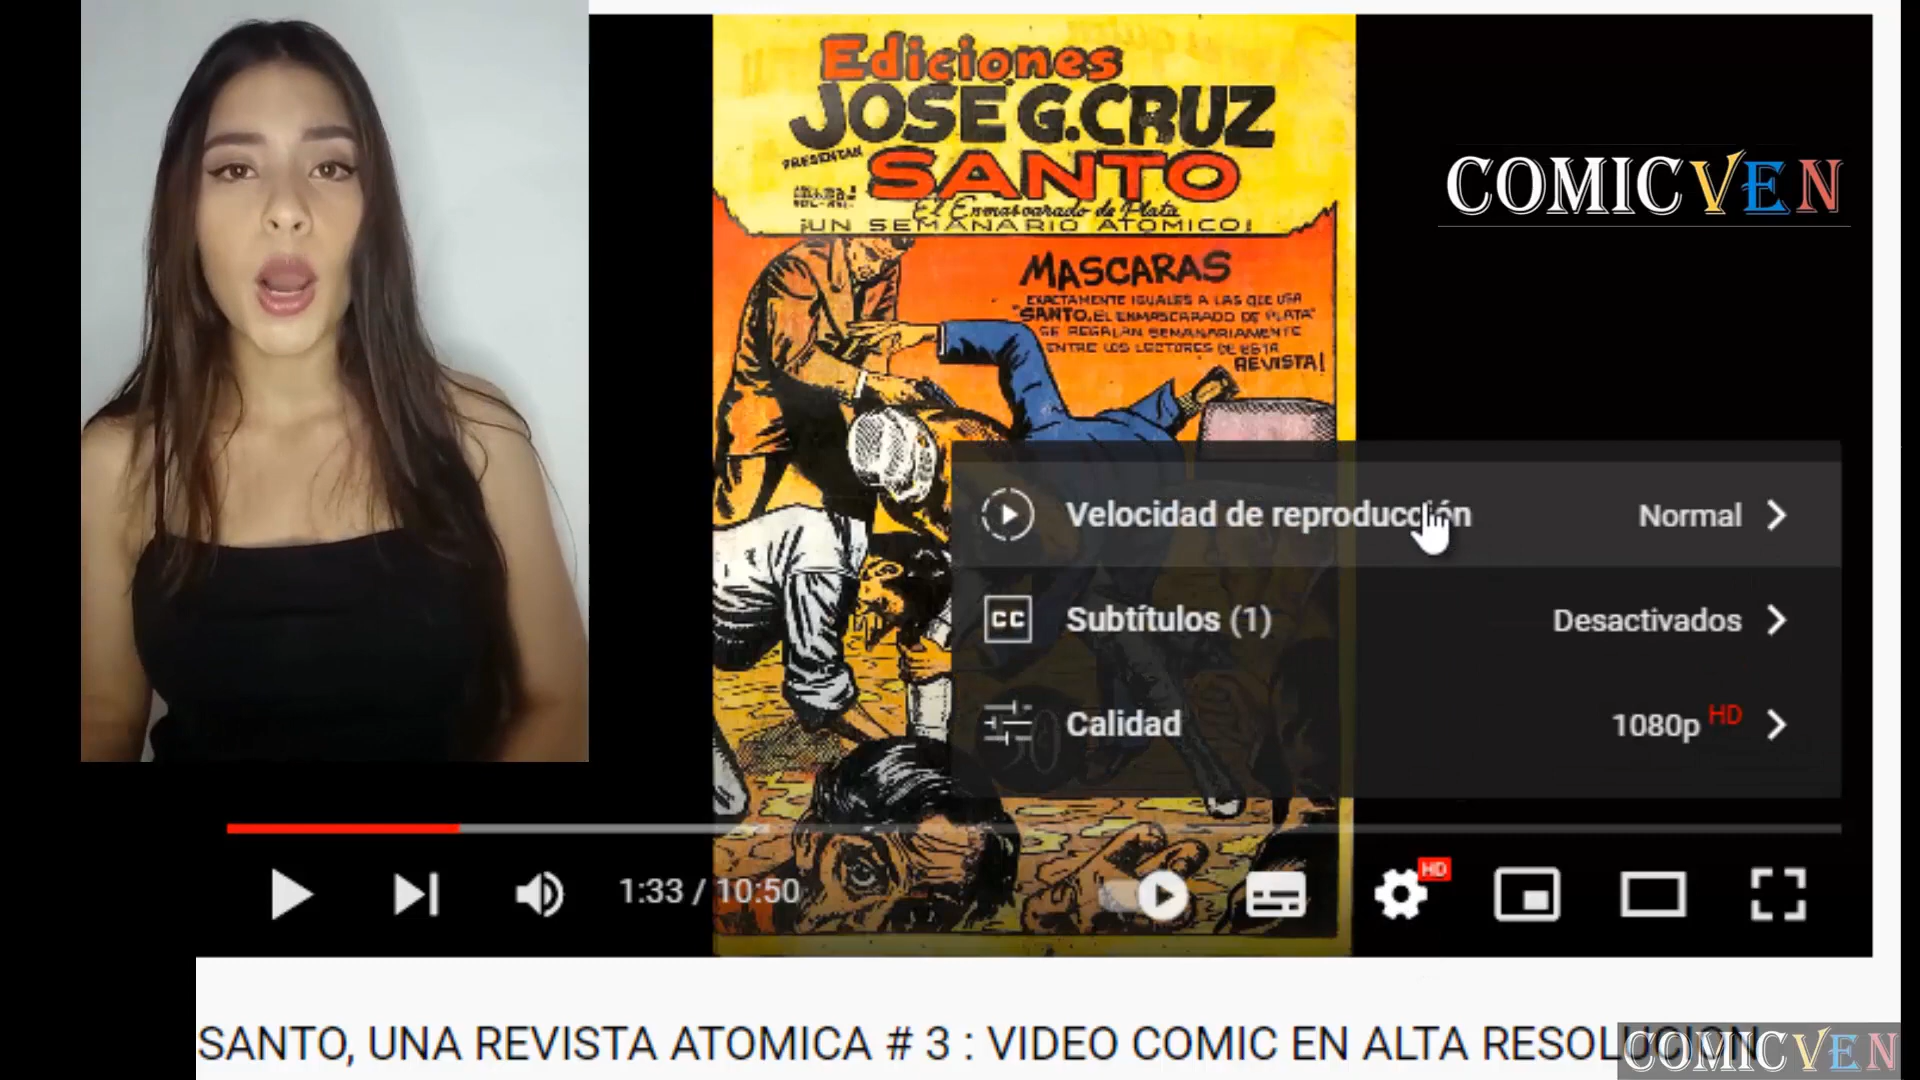 Ediciones
JOSE G. CRUZ
PRESENTAN
SANTO
El Enmascarado de Plata
¡UN SEMANARIO ATOMICO!
COMICVEN
MASCARAS
EXACTAMENTE IGUALES A LAS QUE USA
"SANTO, EL ENMASCARADO DE PLATA"
SE REGALAN SEMANARIAMENTE
ENTRE LOS LECTORES DE ESTA
REVISTA!
Velocidad de reproducción Normal
CC Subtítulos (1) Desactivados
Calidad 1080p HD
1:33 / 10:50
HD
SANTO, UNA REVISTA ATOMICA # 3 : VIDEO COMIC EN ALTA RESOLUCION
COMICVEN